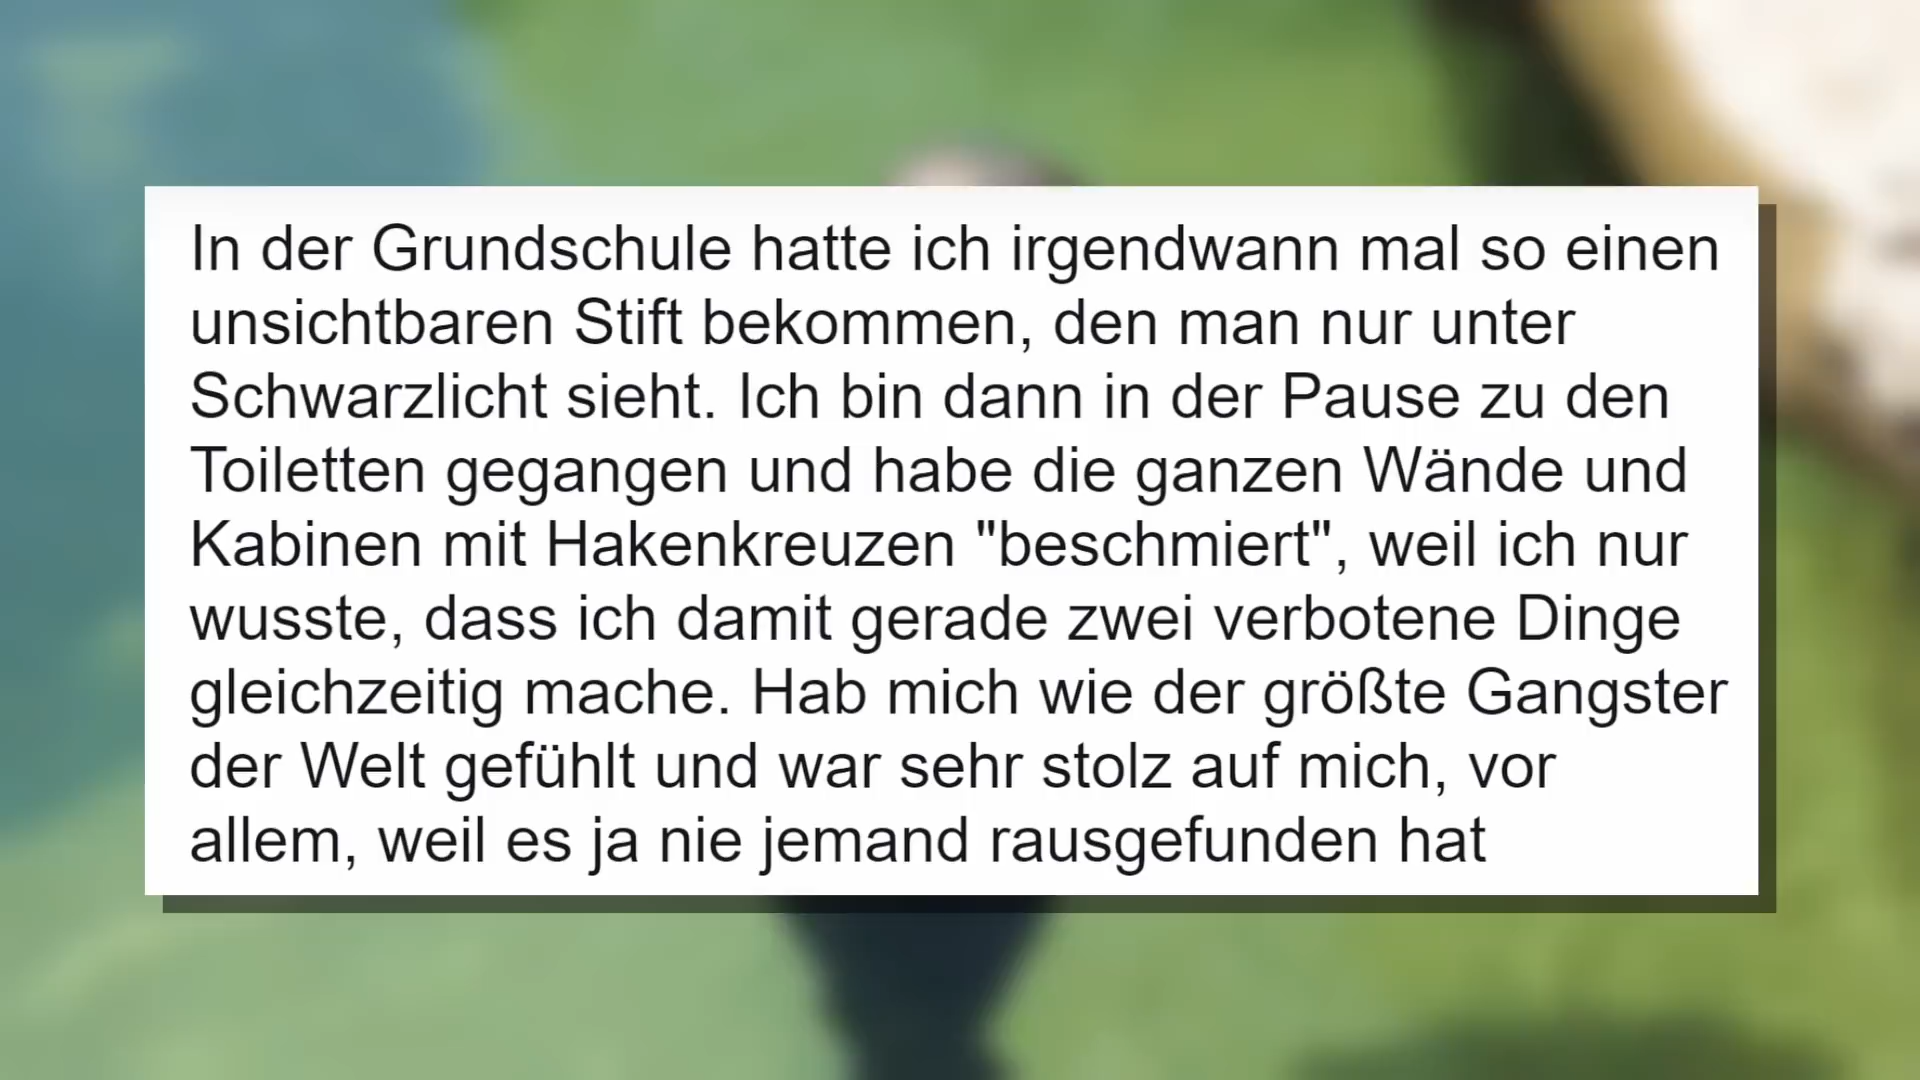 In der Grundschule hatte ich irgendwann mal so einen
unsichtbaren Stift bekommen, den man nur unter
Schwarzlicht sieht. Ich bin dann in der Pause zu den
Toiletten gegangen und habe die ganzen Wände und
Kabinen mit Hakenkreuzen "beschmiert", weil ich nur
wusste, dass ich damit gerade zwei verbotene Dinge
gleichzeitig mache. Hab mich wie der größte Gangster
der Welt gefühlt und war sehr stolz auf mich, vor
allem, weil es ja nie jemand rausgefunden hat